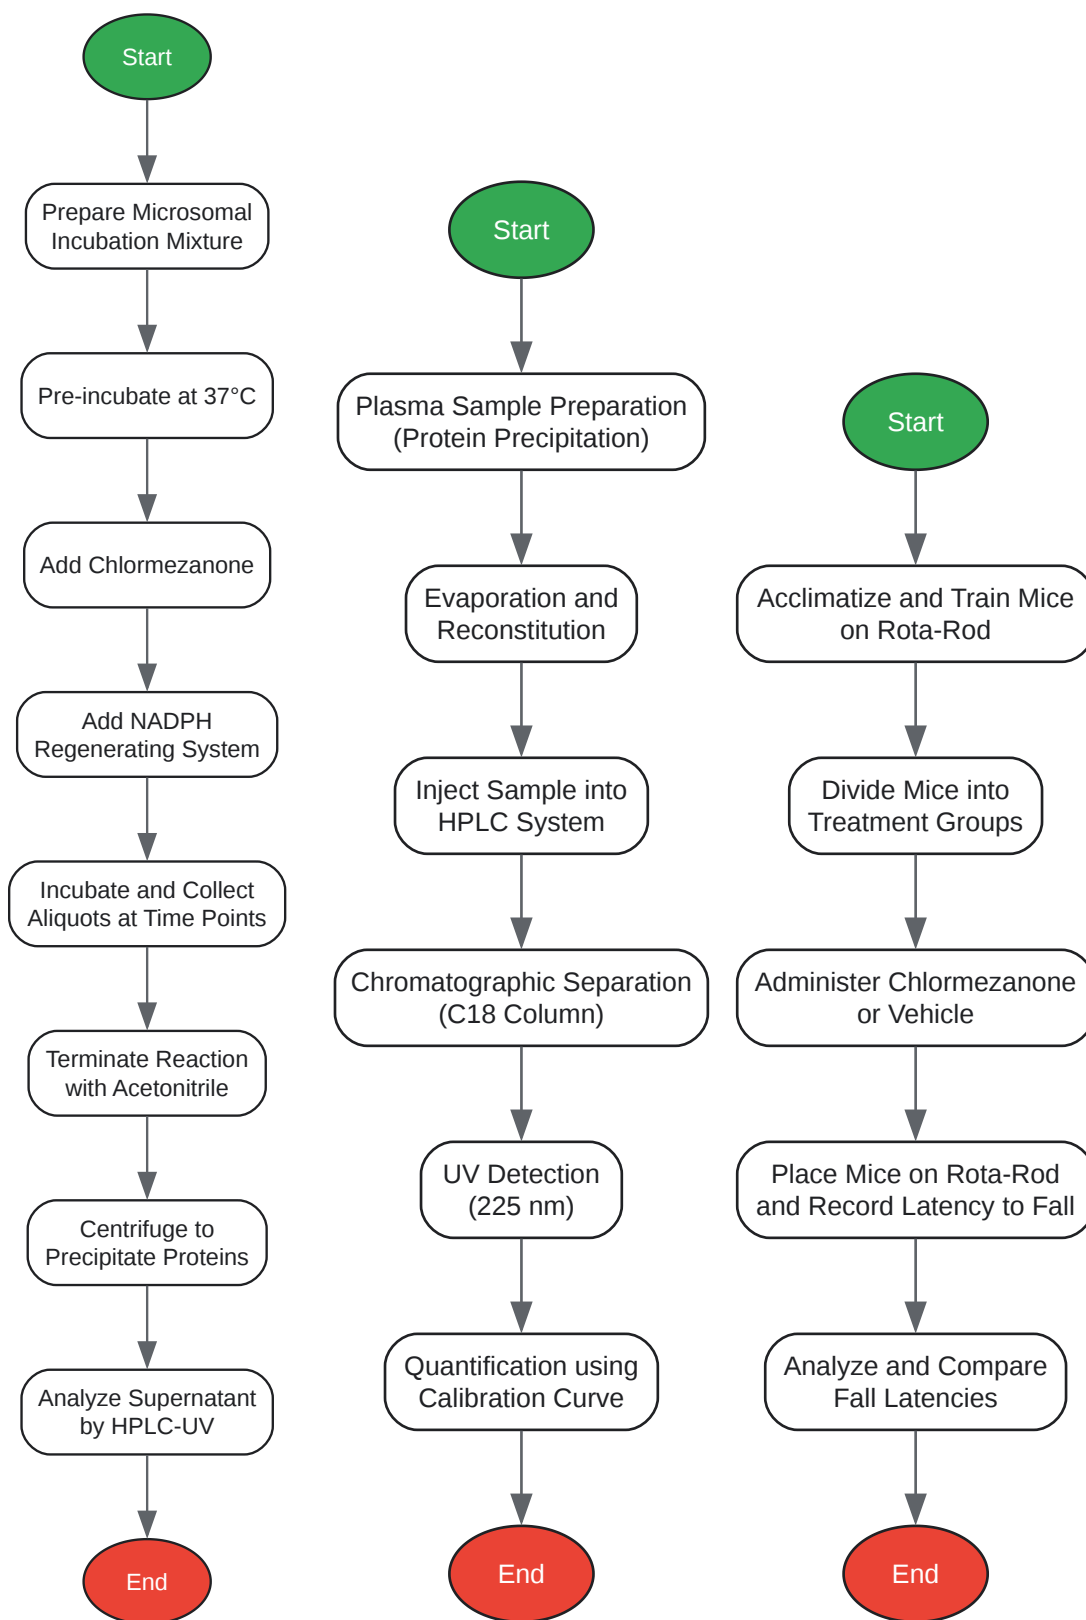 Start
Prepare Microsomal
Incubation Mixture
Pre-incubate at 37°C
Add Chlormezanone
Add NADPH
Regenerating System
Incubate and Collect
Aliquots at Time Points
Terminate Reaction
with Acetonitrile
Centrifuge to
Precipitate Proteins
Analyze Supernatant
by HPLC-UV
End
Start
Plasma Sample Preparation
(Protein Precipitation)
Evaporation and
Reconstitution
Inject Sample into
HPLC System
Chromatographic Separation
(C18 Column)
UV Detection
(225 nm)
Quantification using
Calibration Curve
End
Start
Acclimatize and Train Mice
on Rota-Rod
Divide Mice into
Treatment Groups
Administer Chlormezanone
or Vehicle
Place Mice on Rota-Rod
and Record Latency to Fall
Analyze and Compare
Fall Latencies
End